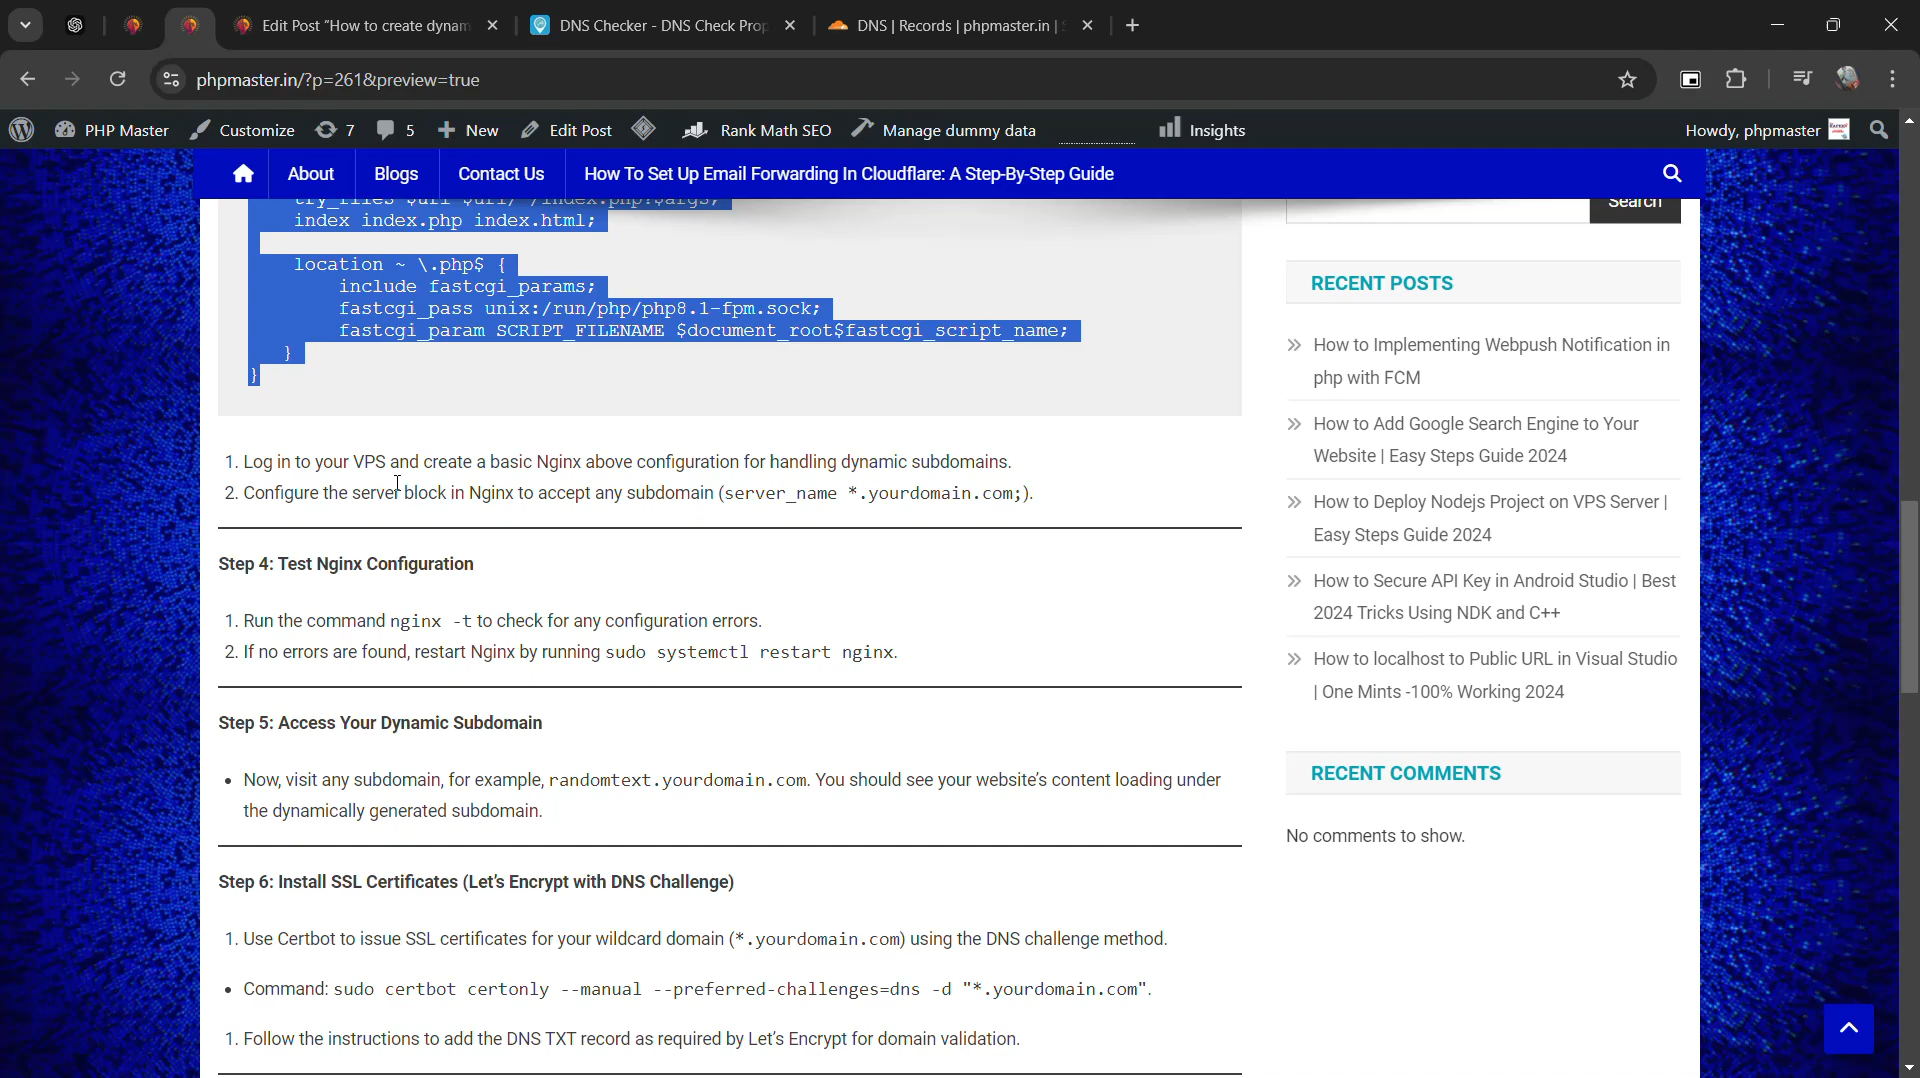 Edit Post “How to create dynam
DNS Checker - DNS Check Prop
DNS | Records | phpmaster.in |
phpmaster.in/?p=261&preview=true
PHP Master
Customize
7
5
New
Edit Post
Rank Math SEO
Manage dummy data
Insights
Howdy, phpmaster
About
Blogs
Contact Us
How To Set Up Email Forwarding In Cloudflare: A Step-By-Step Guide
try_files $uri $uri/ /index.php?$args;
index index.php index.html;
location ~ \.php$ {
include fastcgi_params;
fastcgi_pass unix:/run/php/php8.1-fpm.sock;
fastcgi_param SCRIPT_FILENAME $document_root$fastcgi_script_name;
}
}
1. Log in to your VPS and create a basic Nginx above configuration for handling dynamic subdomains.
2. Configure the server block in Nginx to accept any subdomain (server_name *.yourdomain.com;).
Step 4: Test Nginx Configuration
1. Run the command nginx -t to check for any configuration errors.
2. If no errors are found, restart Nginx by running sudo systemctl restart nginx.
Step 5: Access Your Dynamic Subdomain
• Now, visit any subdomain, for example, randomtext.yourdomain.com. You should see your website’s content loading under
the dynamically generated subdomain.
Step 6: Install SSL Certificates (Let’s Encrypt with DNS Challenge)
1. Use Certbot to issue SSL certificates for your wildcard domain (*.yourdomain.com) using the DNS challenge method.
• Command: sudo certbot certonly --manual --preferred-challenges=dns -d "*.yourdomain.com".
1. Follow the instructions to add the DNS TXT record as required by Let’s Encrypt for domain validation.
Search
RECENT POSTS
How to Implementing Webpush Notification in
php with FCM
How to Add Google Search Engine to Your
Website | Easy Steps Guide 2024
How to Deploy Nodejs Project on VPS Server |
Easy Steps Guide 2024
How to Secure API Key in Android Studio | Best
2024 Tricks Using NDK and C++
How to localhost to Public URL in Visual Studio
| One Mints -100% Working 2024
RECENT COMMENTS
No comments to show.